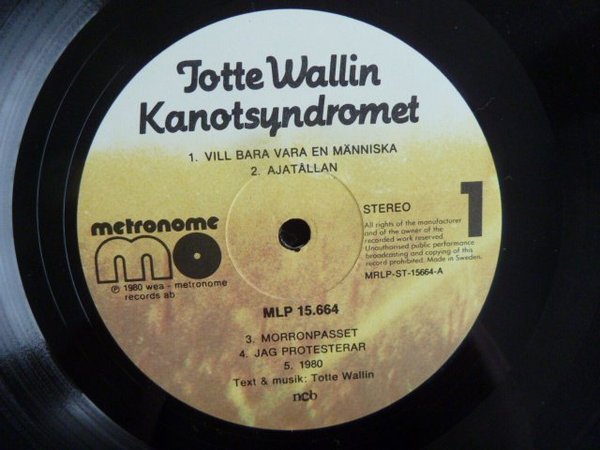 Totte Wallin
Kanotsyndromet
1. VILL BARA VARA EN MÄNNISKA
2. AJATÅLLAN
metronome
mo
℗ 1980 wea - metronome
records ab
STEREO
1
All rights of the manufacturer
and of the owner of the
recorded work reserved.
Unauthorised public performance
broadcasting and copying of this
record prohibited. Made in Sweden.
MRLP-ST-15664-A
MLP 15.664
3. MORRONPASSET
4. JAG PROTESTERAR
5. 1980
Text & musik: Totte Wallin
ncb